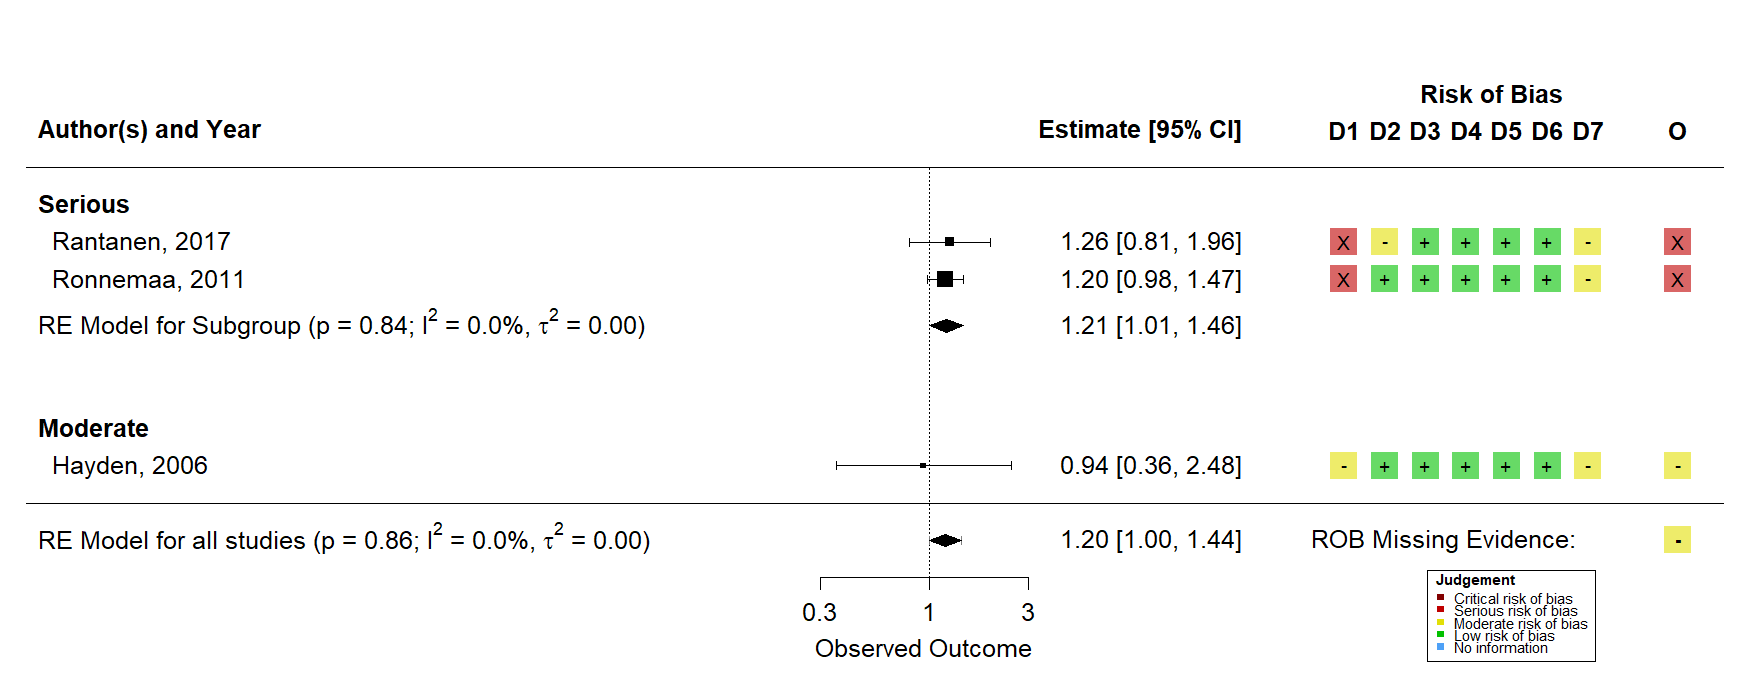 Risk of Bias
Author(s) and Year Estimate [95% CI] D1 D2 D3 D4 D5 D6 D7 O
Serious
Rantanen, 2017 1.26 [0.81, 1.96] X - + + + + - X
Ronnemaa, 2011 1.20 [0.98, 1.47] X + + + + + - X
RE Model for Subgroup (p = 0.84; I² = 0.0%, τ² = 0.00) 1.21 [1.01, 1.46]
Moderate
Hayden, 2006 0.94 [0.36, 2.48] - + + + + + - -
RE Model for all studies (p = 0.86; I² = 0.0%, τ² = 0.00) 1.20 [1.00, 1.44] ROB Missing Evidence: -
0.3 1 3
Observed Outcome
Judgement
Critical risk of bias
Serious risk of bias
Moderate risk of bias
Low risk of bias
No information